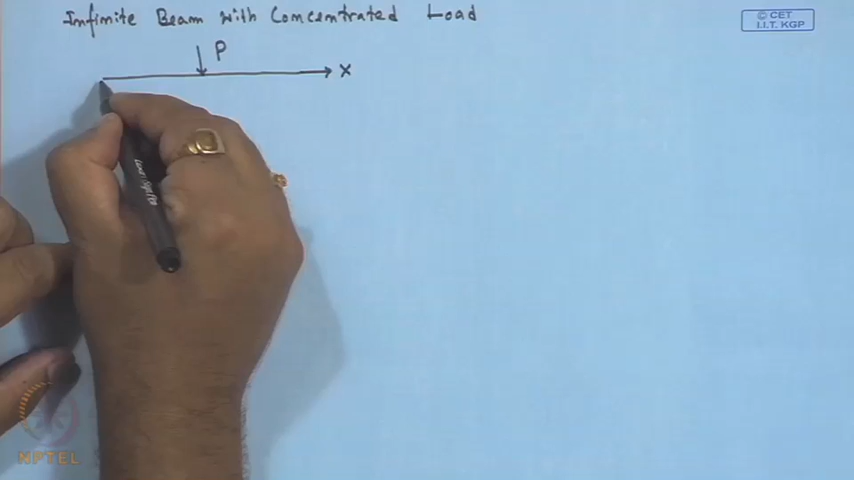 Infinite Beam with Concentrated Load
© CET
I.I.T. KGP
P
X
NPTEL